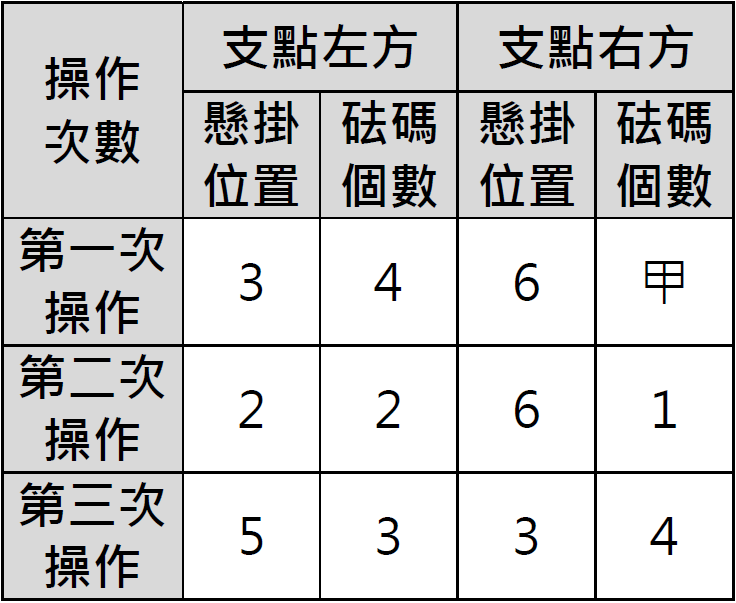 操作
次數
支點左方
支點右方
懸掛
位置
砝碼
個數
懸掛
位置
砝碼
個數
第一次
操作
3
4
6
甲
第二次
操作
2
2
6
1
第三次
操作
5
3
3
4